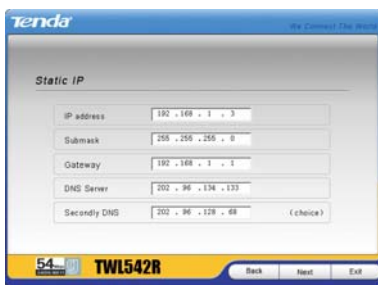 Tenda
We Connect The World
Static IP
IP address 192 .168 . 1 . 3
Submask 255 .255 .255 . 0
Gateway 192 .168 . 1 . 1
DNS Server 202 . 96 .134 .133
Secondly DNS 202 . 96 .128 . 68 (choice)
54 TWL542R
Back Next Exit